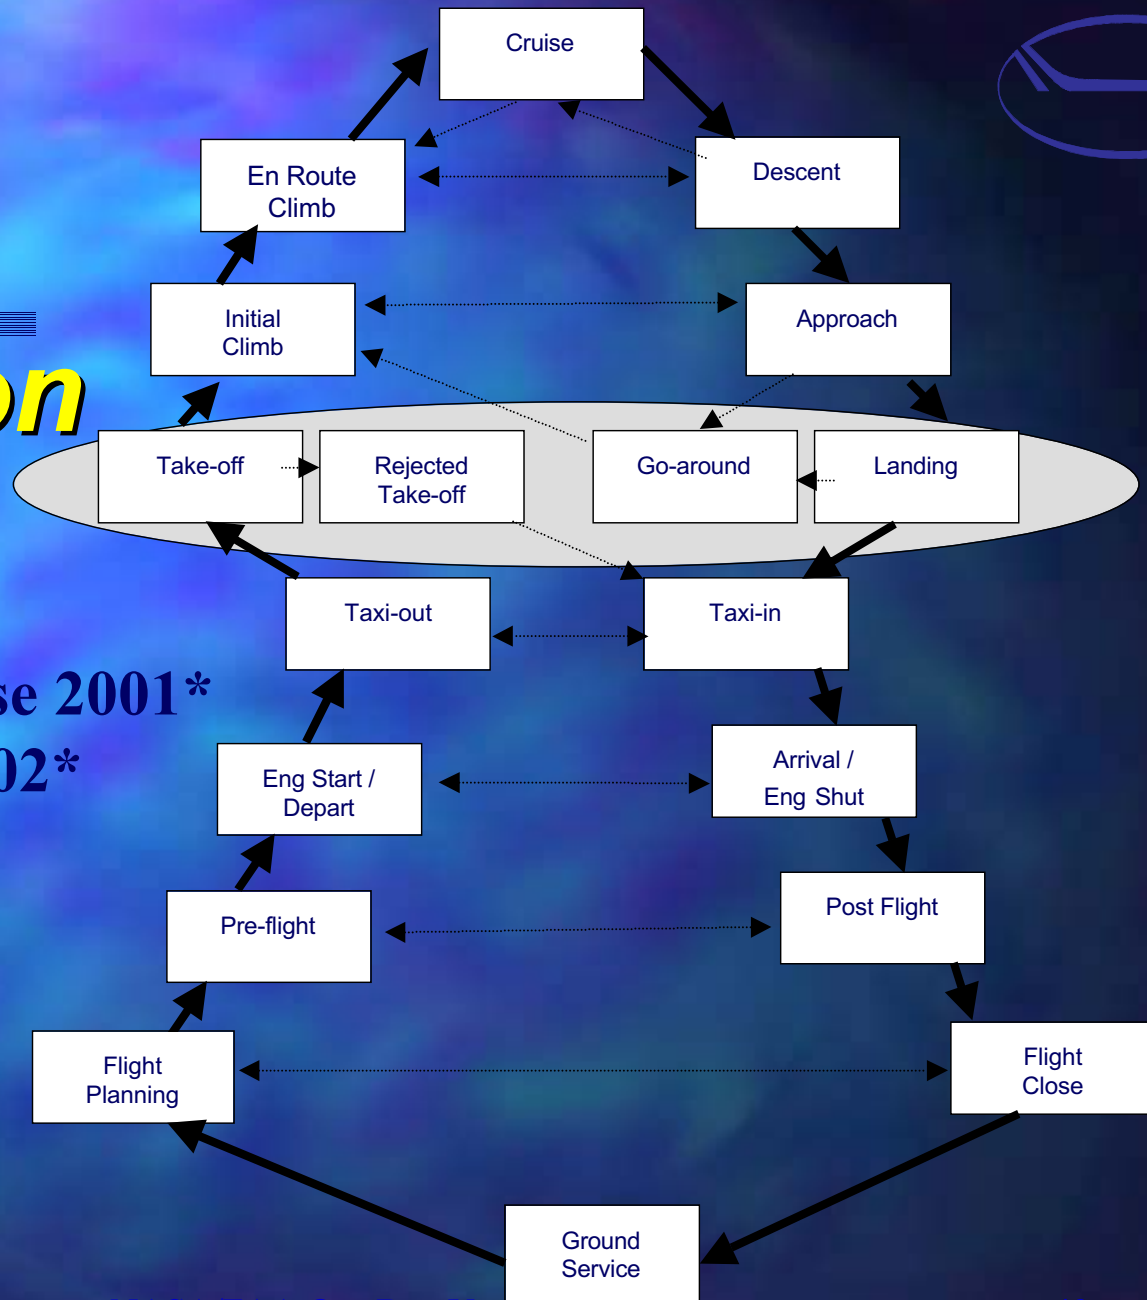 Cruise
En Route
Climb
Descent
Initial
Climb
Approach
on
Take-off
Rejected
Take-off
Go-around
Landing
Taxi-out
Taxi-in
se 2001*
02*
Eng Start /
Depart
Arrival /
Eng Shut
Pre-flight
Post Flight
Flight
Planning
Flight
Close
Ground
Service